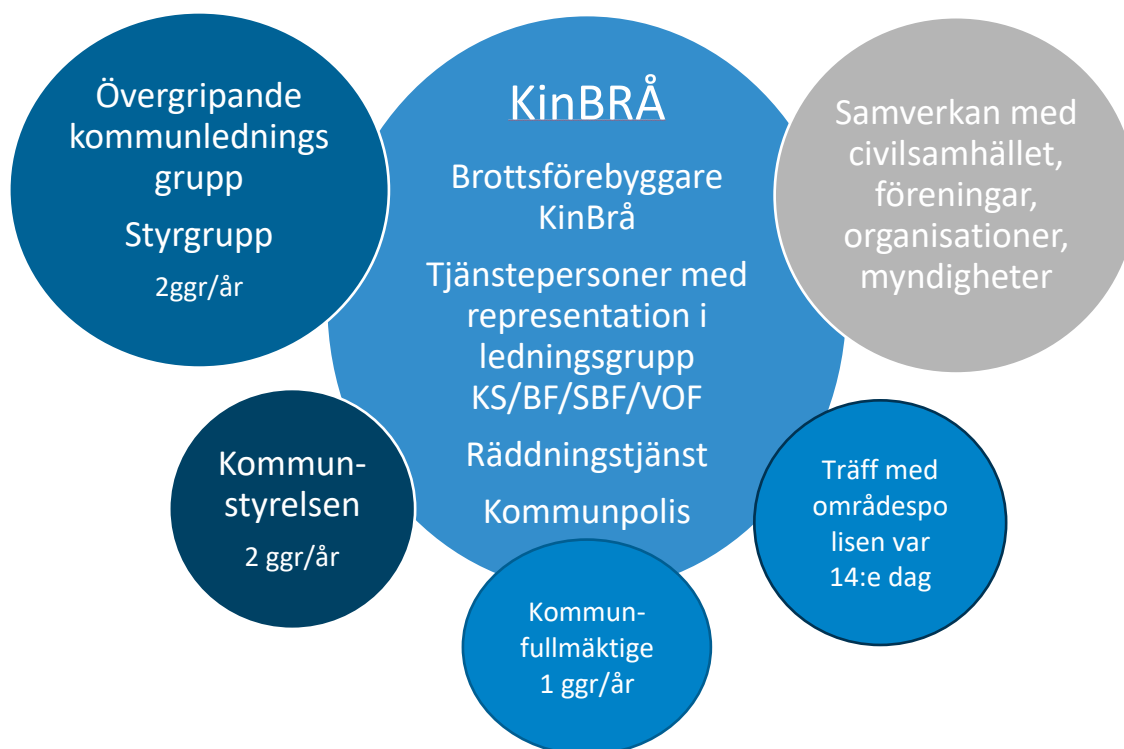 Övergripande
kommunlednings
grupp
Styrgrupp
2ggr/år
KinBRÅ
Brottsförebyggare
KinBrå
Tjänstepersoner med
representation i
ledningsgrupp
KS/BF/SBF/VOF
Räddningstjänst
Kommunpolis
Samverkan med
civilsamhället,
föreningar,
organisationer,
myndigheter
Kommun-
styrelsen
2 ggr/år
Kommun-
fullmäktige
1 ggr/år
Träff med
områdespo
lisen var
14:e dag